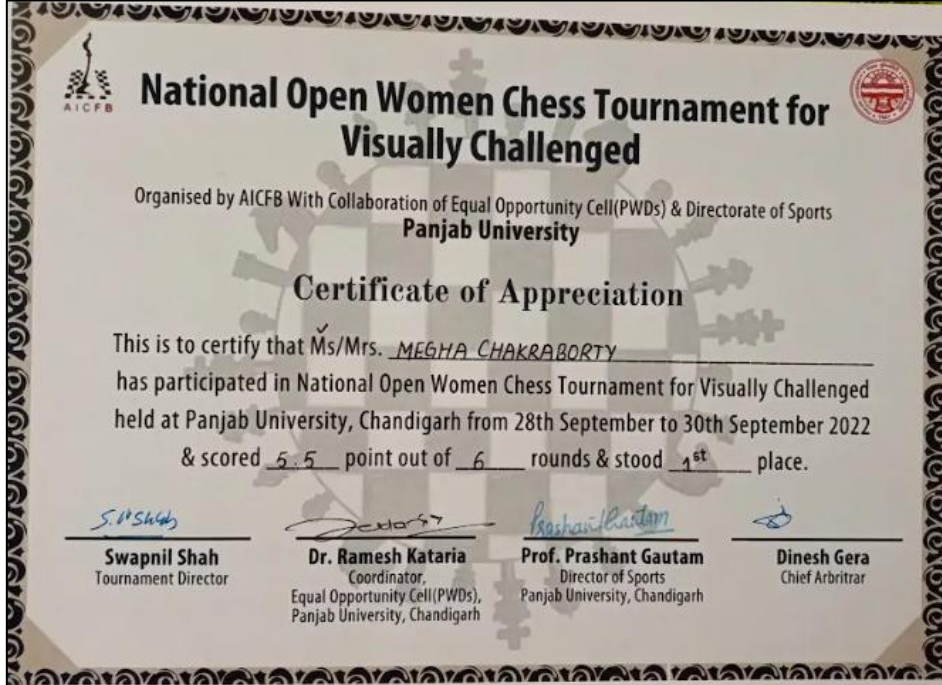 AICFB
National Open Women Chess Tournament for
Visually Challenged
Organised by AICFB With Collaboration of Equal Opportunity Cell(PWDs) & Directorate of Sports
Panjab University
Certificate of Appreciation
This is to certify that Ms/Mrs. MEGHA CHAKRABORTY
has participated in National Open Women Chess Tournament for Visually Challenged
held at Panjab University, Chandigarh from 28th September to 30th September 2022
& scored 5.5 point out of 6 rounds & stood 1st place.
Prashant Gautam
Swapnil Shah
Tournament Director
Dr. Ramesh Kataria
Coordinator,
Equal Opportunity Cell(PWDs),
Panjab University, Chandigarh
Prof. Prashant Gautam
Director of Sports
Panjab University, Chandigarh
Dinesh Gera
Chief Arbritrar